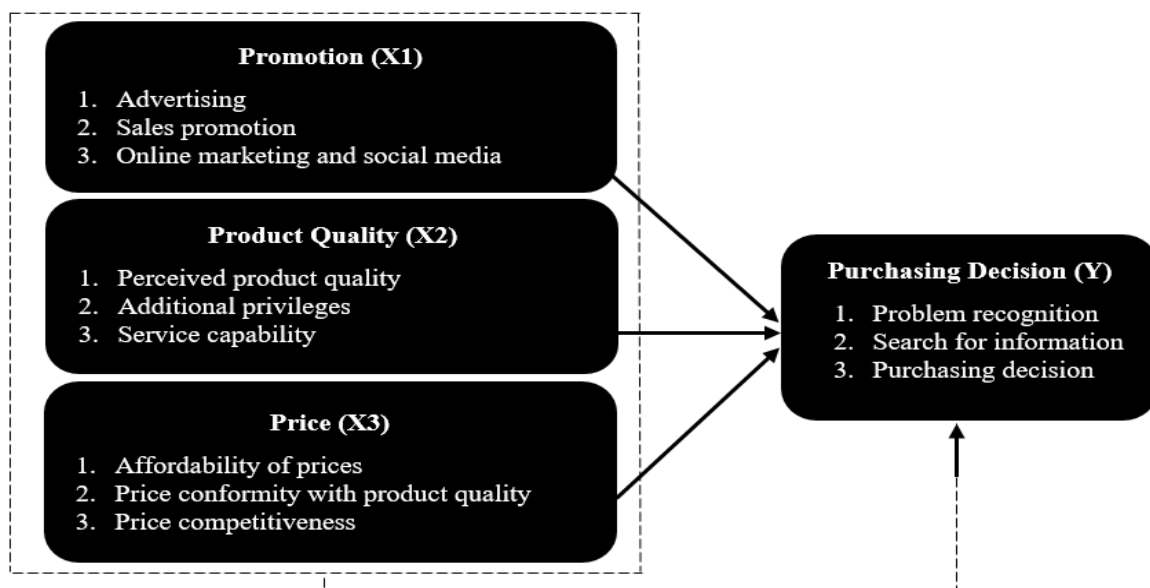 Promotion (X1)
1. Advertising
2. Sales promotion
3. Online marketing and social media
Product Quality (X2)
1. Perceived product quality
2. Additional privileges
3. Service capability
Price (X3)
1. Affordability of prices
2. Price conformity with product quality
3. Price competitiveness
Purchasing Decision (Y)
1. Problem recognition
2. Search for information
3. Purchasing decision